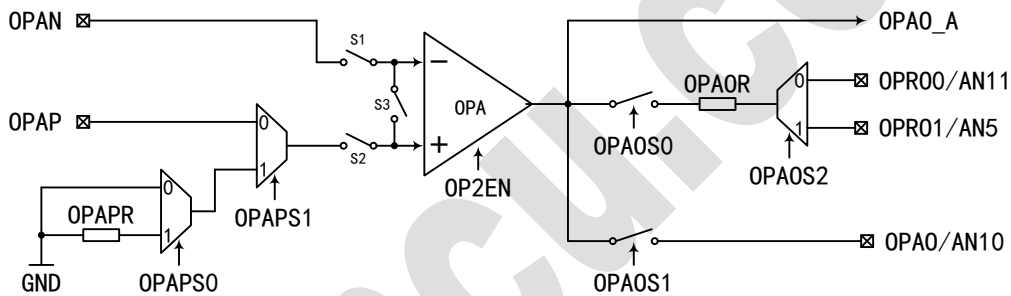 OPAN
S1
OPAO_A
0
OPAOR
OPRO0/AN11
S3
OPA
OPAP
0
1
OPRO1/AN5
S2
OPAOS0
OP2EN
OPAOS2
0
1
OPAPS1
OPAPR
1
OPAO/AN10
GND
OPAPS0
OPAOS1